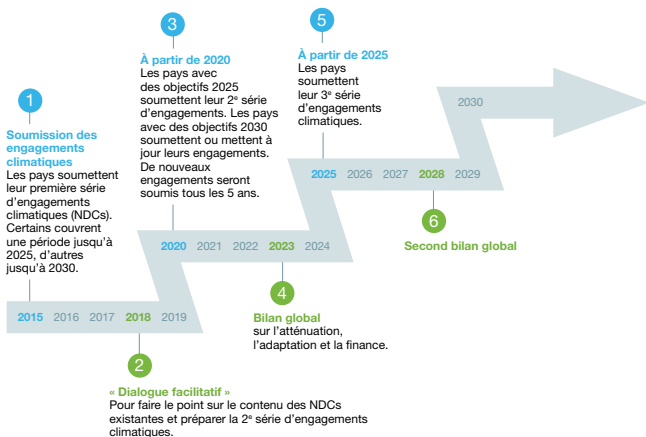 1
Soumission des
engagements
climatiques
Les pays soumettent
leur première série
d'engagements
climatiques (NDCs).
Certains couvrent
une période jusqu'à
2025, d'autres
jusqu'à 2030.
2015 2016 2017 2018 2019
2
« Dialogue facilitatif »
Pour faire le point sur le contenu des NDCs
existantes et préparer la 2e série d'engagements
climatiques.
3
À partir de 2020
Les pays avec
des objectifs 2025
soumettent leur 2e série
d'engagements. Les pays
avec des objectifs 2030
soumettent ou mettent à
jour leurs engagements.
De nouveaux
engagements seront
soumis tous les 5 ans.
2020 2021 2022 2023 2024
4
Bilan global
sur l'atténuation,
l'adaptation et la finance.
5
À partir de 2025
Les pays
soumettent
leur 3e série
d'engagements
climatiques.
2025 2026 2027 2028 2029
6
Second bilan global
2030